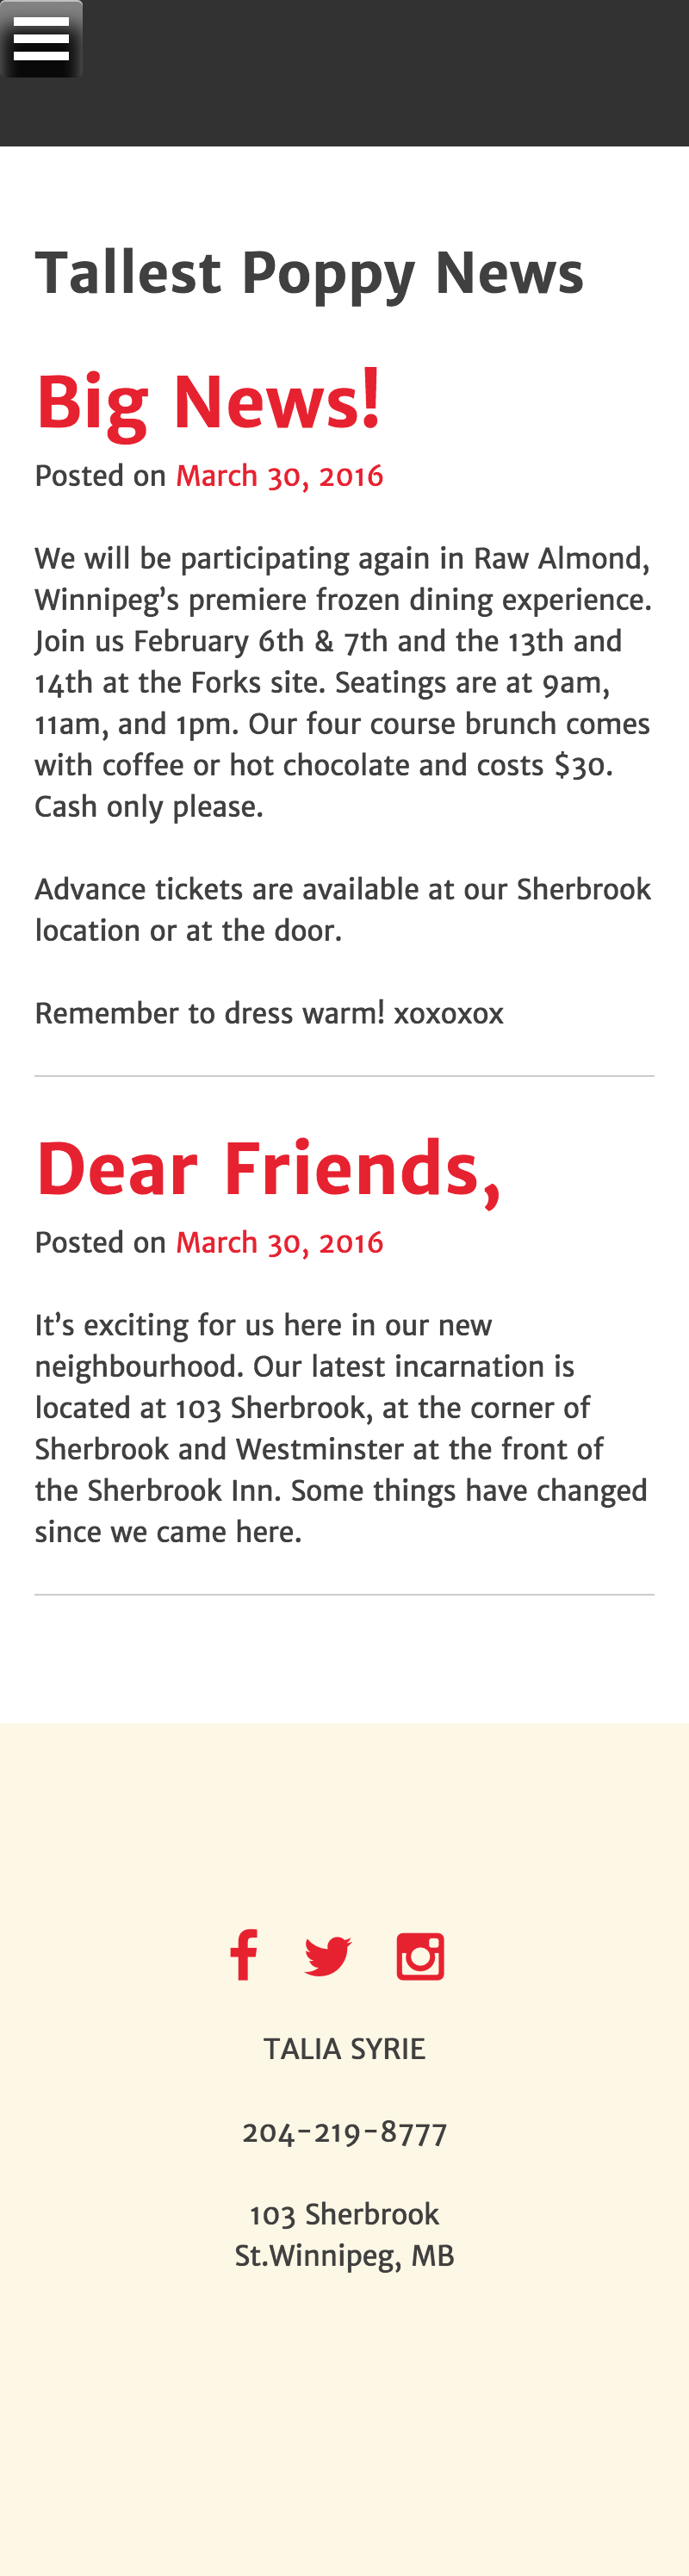 Tallest Poppy News
Big News!
Posted on March 30, 2016
We will be participating again in Raw Almond,
Winnipeg’s premiere frozen dining experience.
Join us February 6th & 7th and the 13th and
14th at the Forks site. Seatings are at 9am,
11am, and 1pm. Our four course brunch comes
with coffee or hot chocolate and costs $30.
Cash only please.
Advance tickets are available at our Sherbrook
location or at the door.
Remember to dress warm! xoxoxox
Dear Friends,
Posted on March 30, 2016
It’s exciting for us here in our new
neighbourhood. Our latest incarnation is
located at 103 Sherbrook, at the corner of
Sherbrook and Westminster at the front of
the Sherbrook Inn. Some things have changed
since we came here.
TALIA SYRIE
204-219-8777
103 Sherbrook
St.Winnipeg, MB